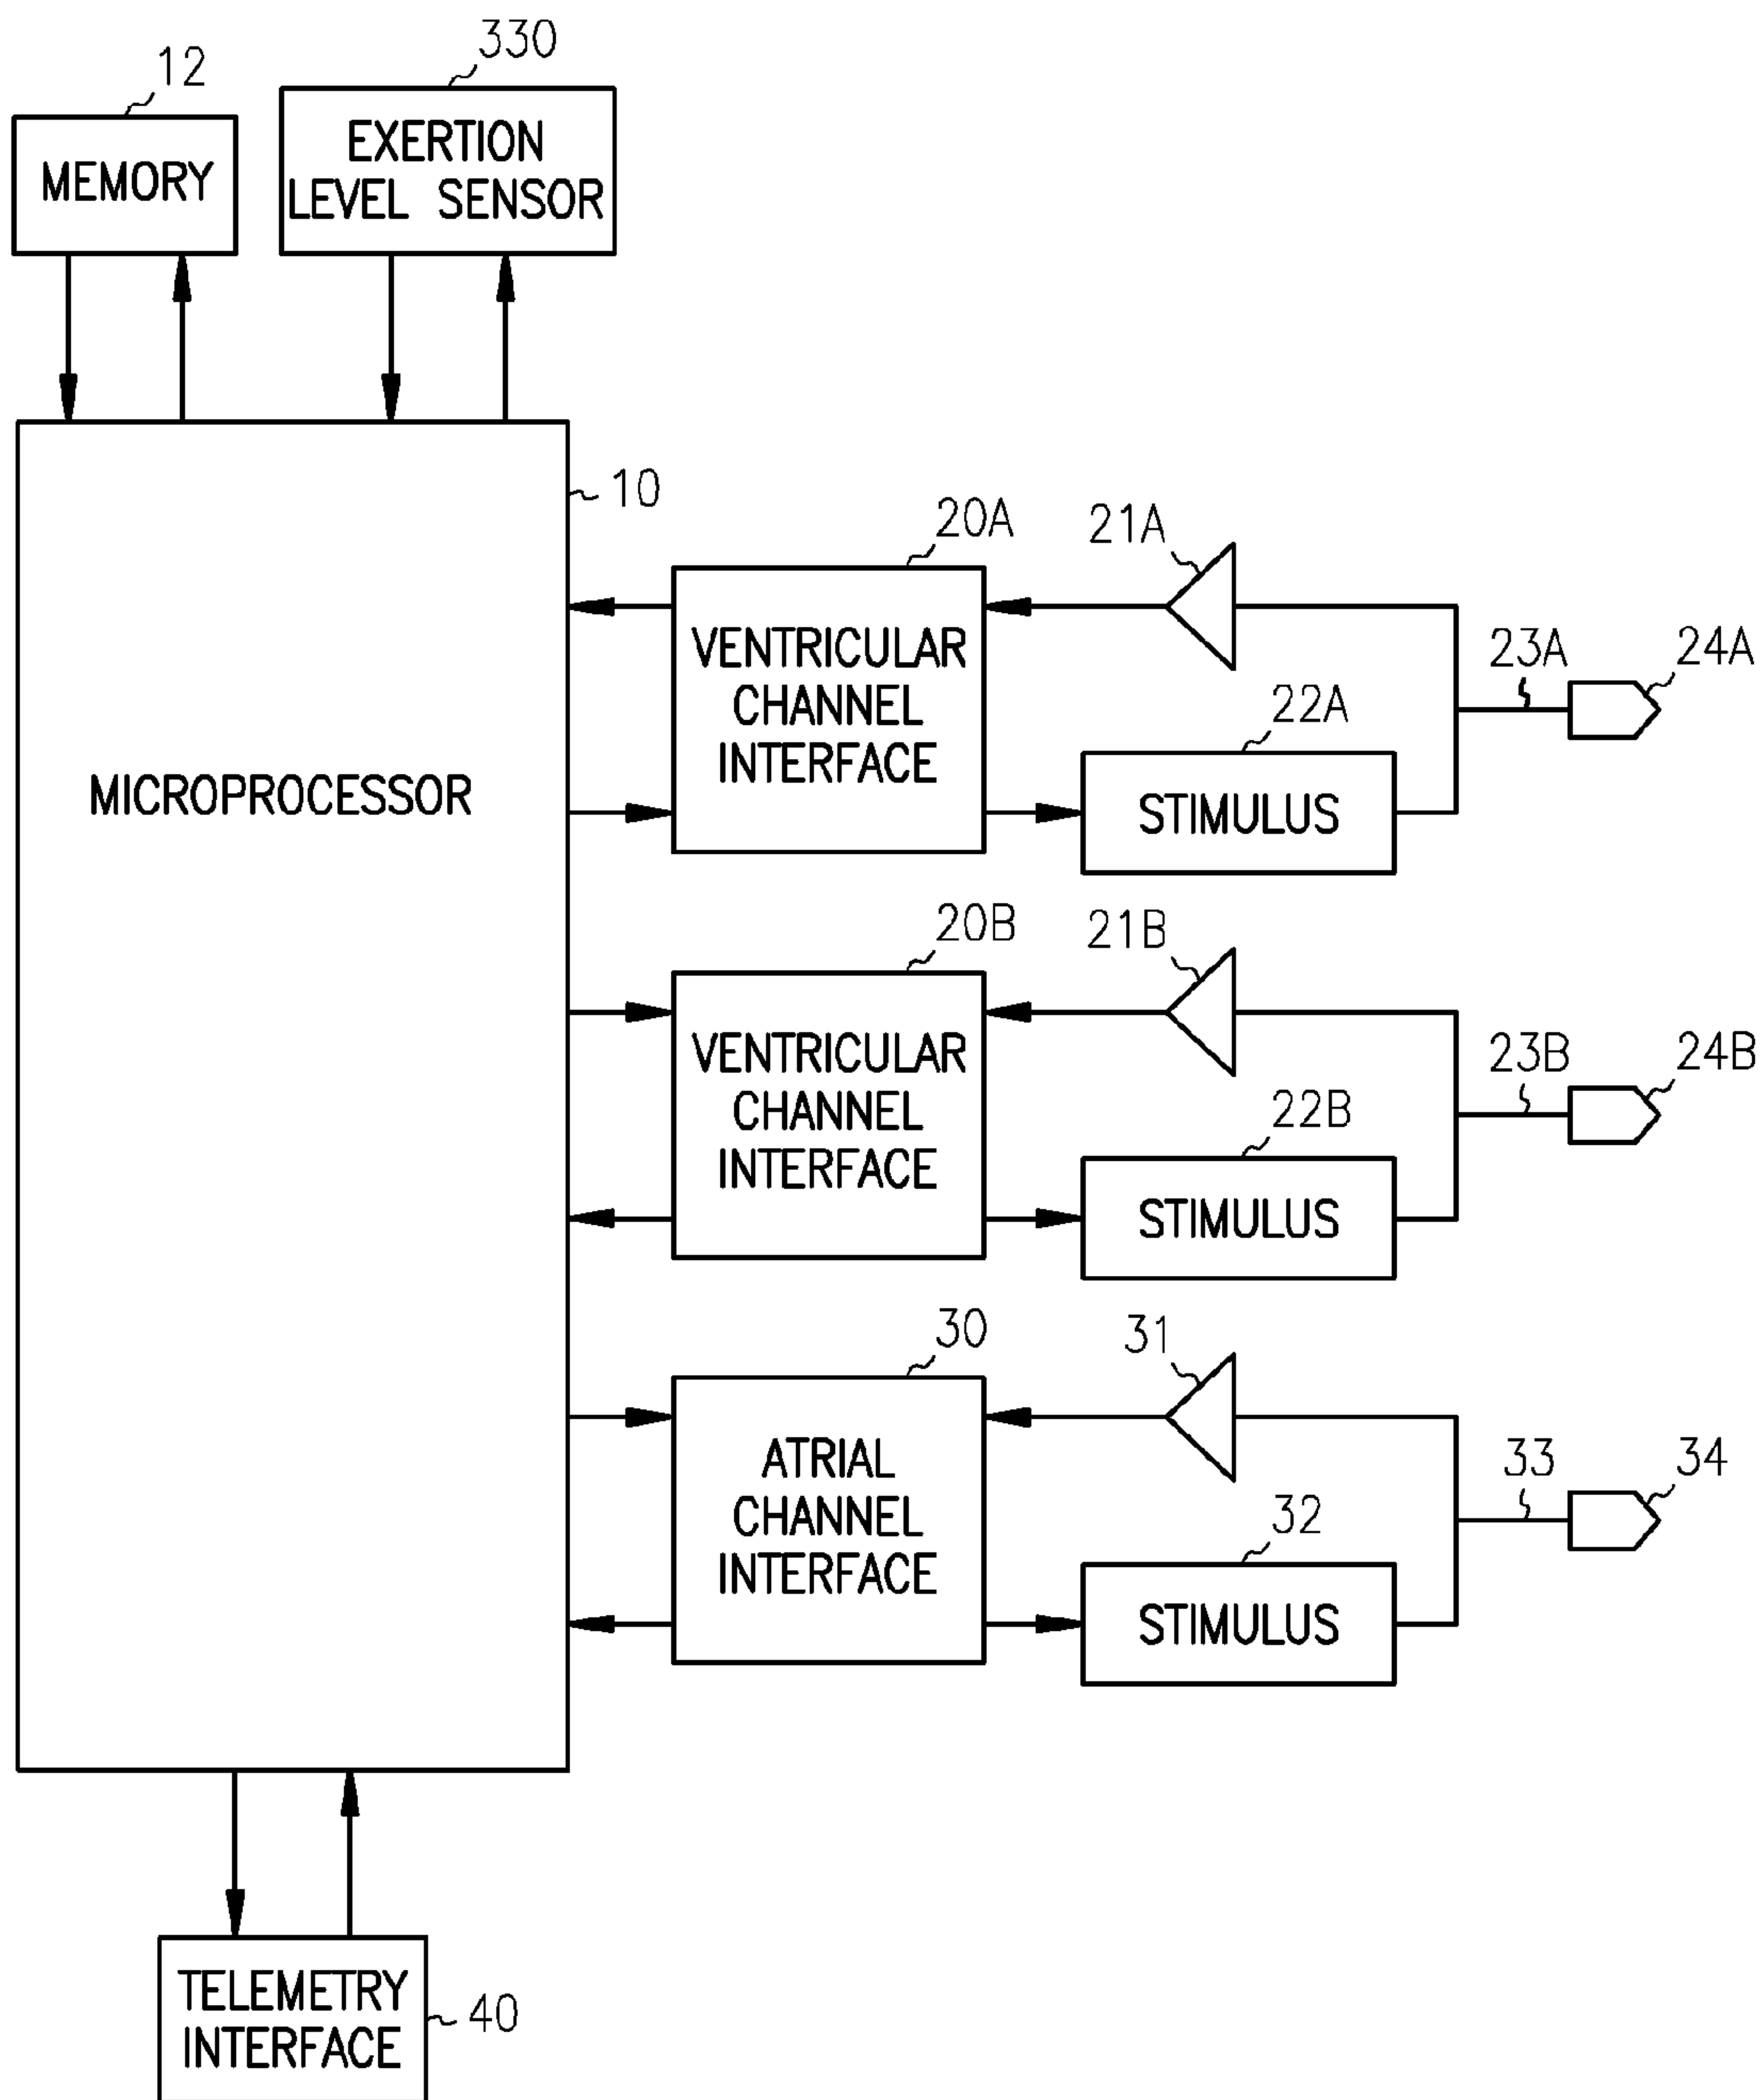 330
12
EXERTION
LEVEL SENSOR
MEMORY
10
20A
21A
VENTRICULAR
CHANNEL
INTERFACE
23A
24A
22A
STIMULUS
MICROPROCESSOR
20B
21B
VENTRICULAR
CHANNEL
INTERFACE
23B
24B
22B
STIMULUS
30
31
ATRIAL
CHANNEL
INTERFACE
33
34
32
STIMULUS
TELEMETRY
INTERFACE
40